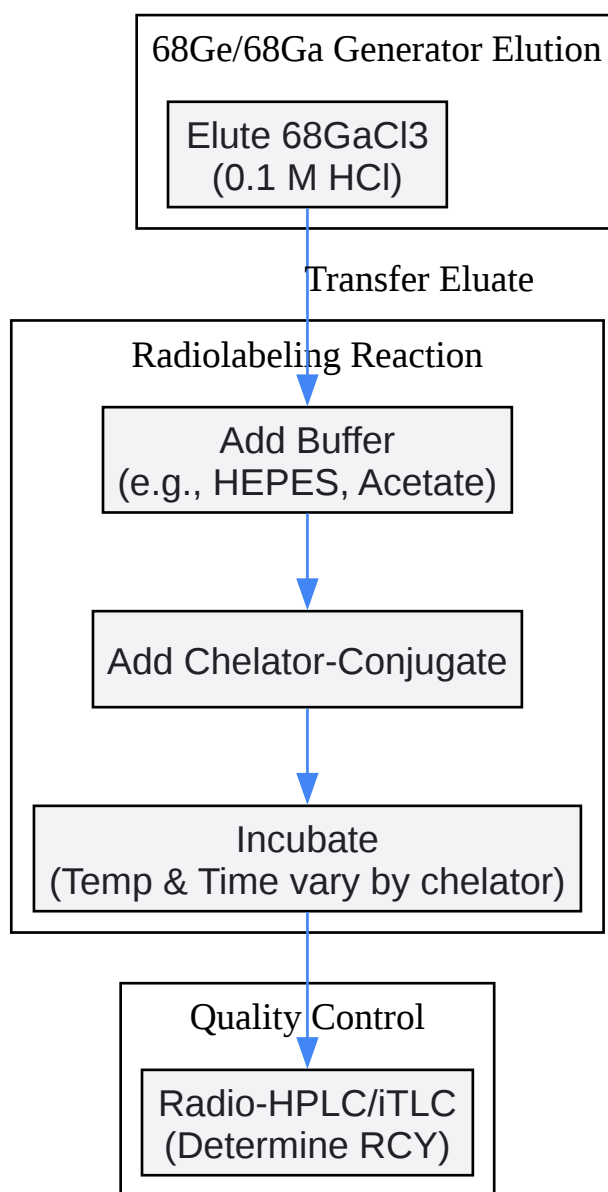 68Ge/68Ga Generator Elution
Elute 68GaCl3
(0.1 M HCl)
Transfer Eluate
Radiolabeling Reaction
Add Buffer
(e.g., HEPES, Acetate)
Add Chelator-Conjugate
Incubate
(Temp & Time vary by chelator)
Quality Control
Radio-HPLC/iTLC
(Determine RCY)